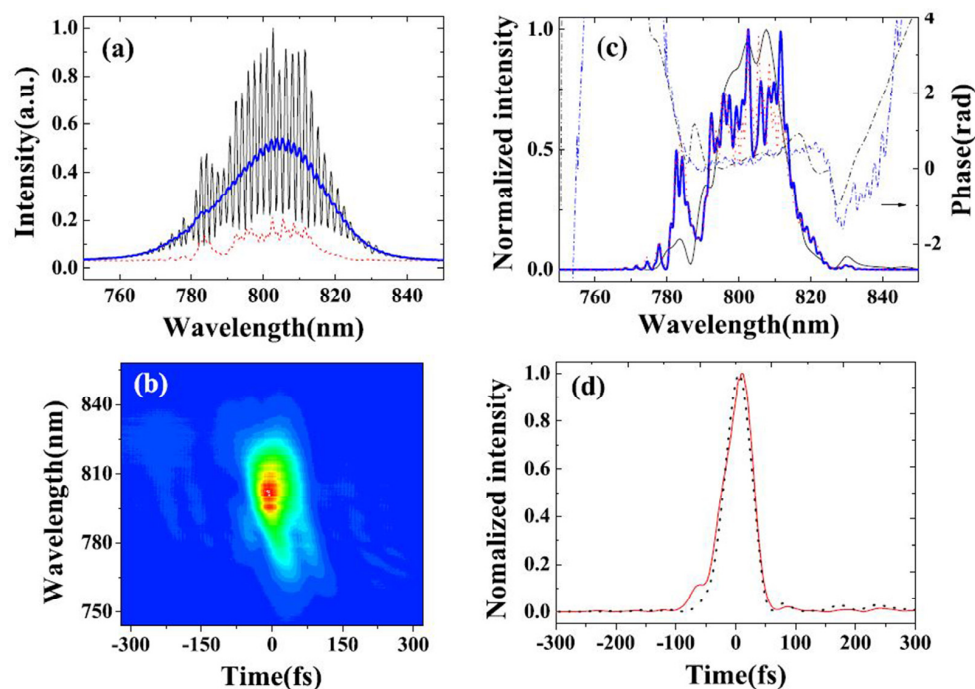 (a)
Intensity(a.u.)
1.0
0.8
0.6
0.4
0.2
0.0
760 780 800 820 840
Wavelength(nm)
(c)
Normalized intensity
1.0
0.5
0.0
4
2
0
-2
Phase(rad)
760 780 800 820 840
Wavelength(nm)
(b)
Wavelength(nm)
840
810
780
750
-300 -150 0 150 300
Time(fs)
(d)
Nomalized intensity
1.0
0.8
0.6
0.4
0.2
0.0
-300 -200 -100 0 100 200 300
Time(fs)